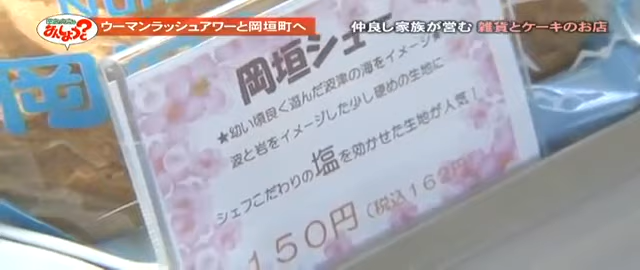 ウーマンラッシュアワーと岡垣町へ
仲良し家族が営む 雑貨とケーキのお店
岡垣シュー
★幼い頃良く遊んだ波津の海をイメージ
波と岩をイメージした少し硬めの生地に
シェフこだわりの塩を効かせた生地が人気!
150円(税込162円)
岡